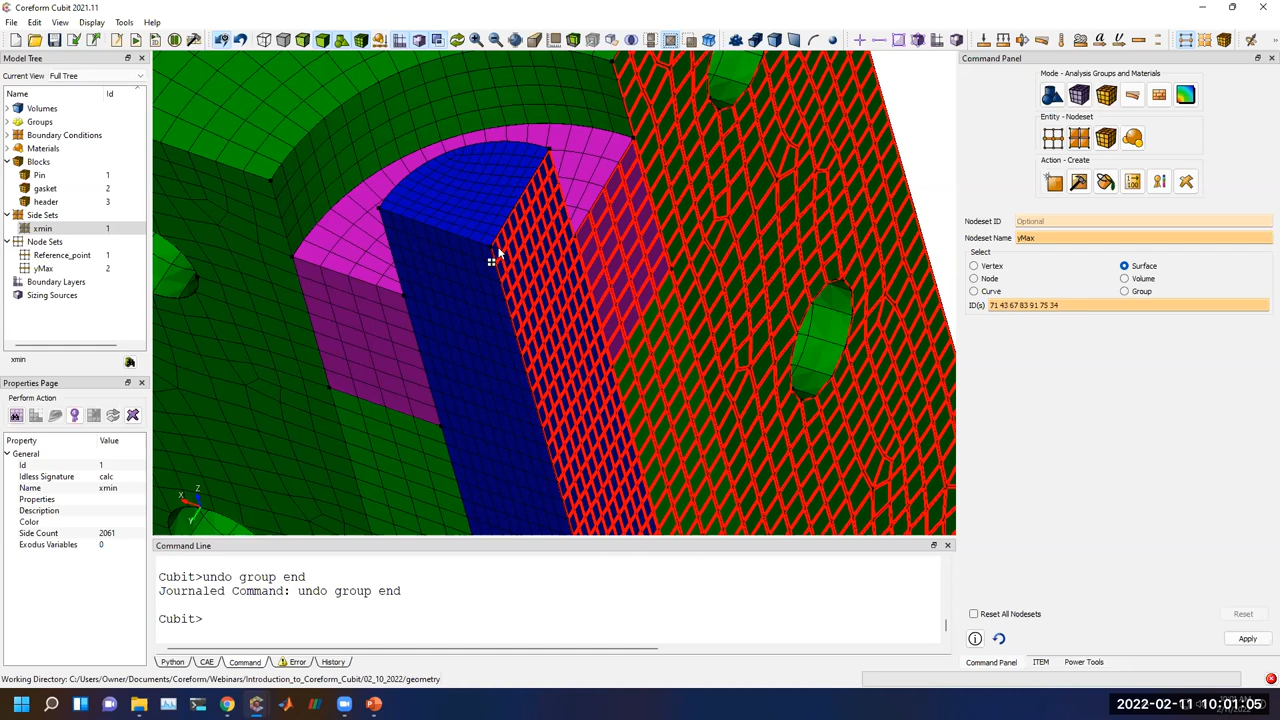 Coreform Cubit 2021.11
File Edit View Display Tools Help
Model Tree
Current View Full Tree
Name Id
Volumes
Groups
Boundary Conditions
Materials
Blocks
Pin 1
gasket 2
header 3
Side Sets
xmin 1
Node Sets
Reference_point 1
yMax 2
Boundary Layers
Sizing Sources
xmin
Properties Page
Perform Action
Property Value
General
Id 1
Idless Signature calc
Name xmin
Properties
Description
Color
Side Count 2061
Exodus Variables 0
X Z Y
Command Line
Cubit>undo group end
Journaled Command: undo group end
Cubit>
Python CAE Command Error History
Command Panel
Mode - Analysis Groups and Materials
Entity - Nodeset
Action - Create
Nodeset ID Optional
Nodeset Name yMax
Select
Vertex Surface
Node Volume
Curve Group
ID(s) 71 43 67 83 91 75 34
Reset All Nodesets Reset
Apply
Command Panel ITEM Power Tools
Working Directory: C:/Users/Owner/Documents/Coreform/Webinars/Introduction_to_Coreform_Cubit/02_10_2022/geometry
2022-02-11 10:01:05